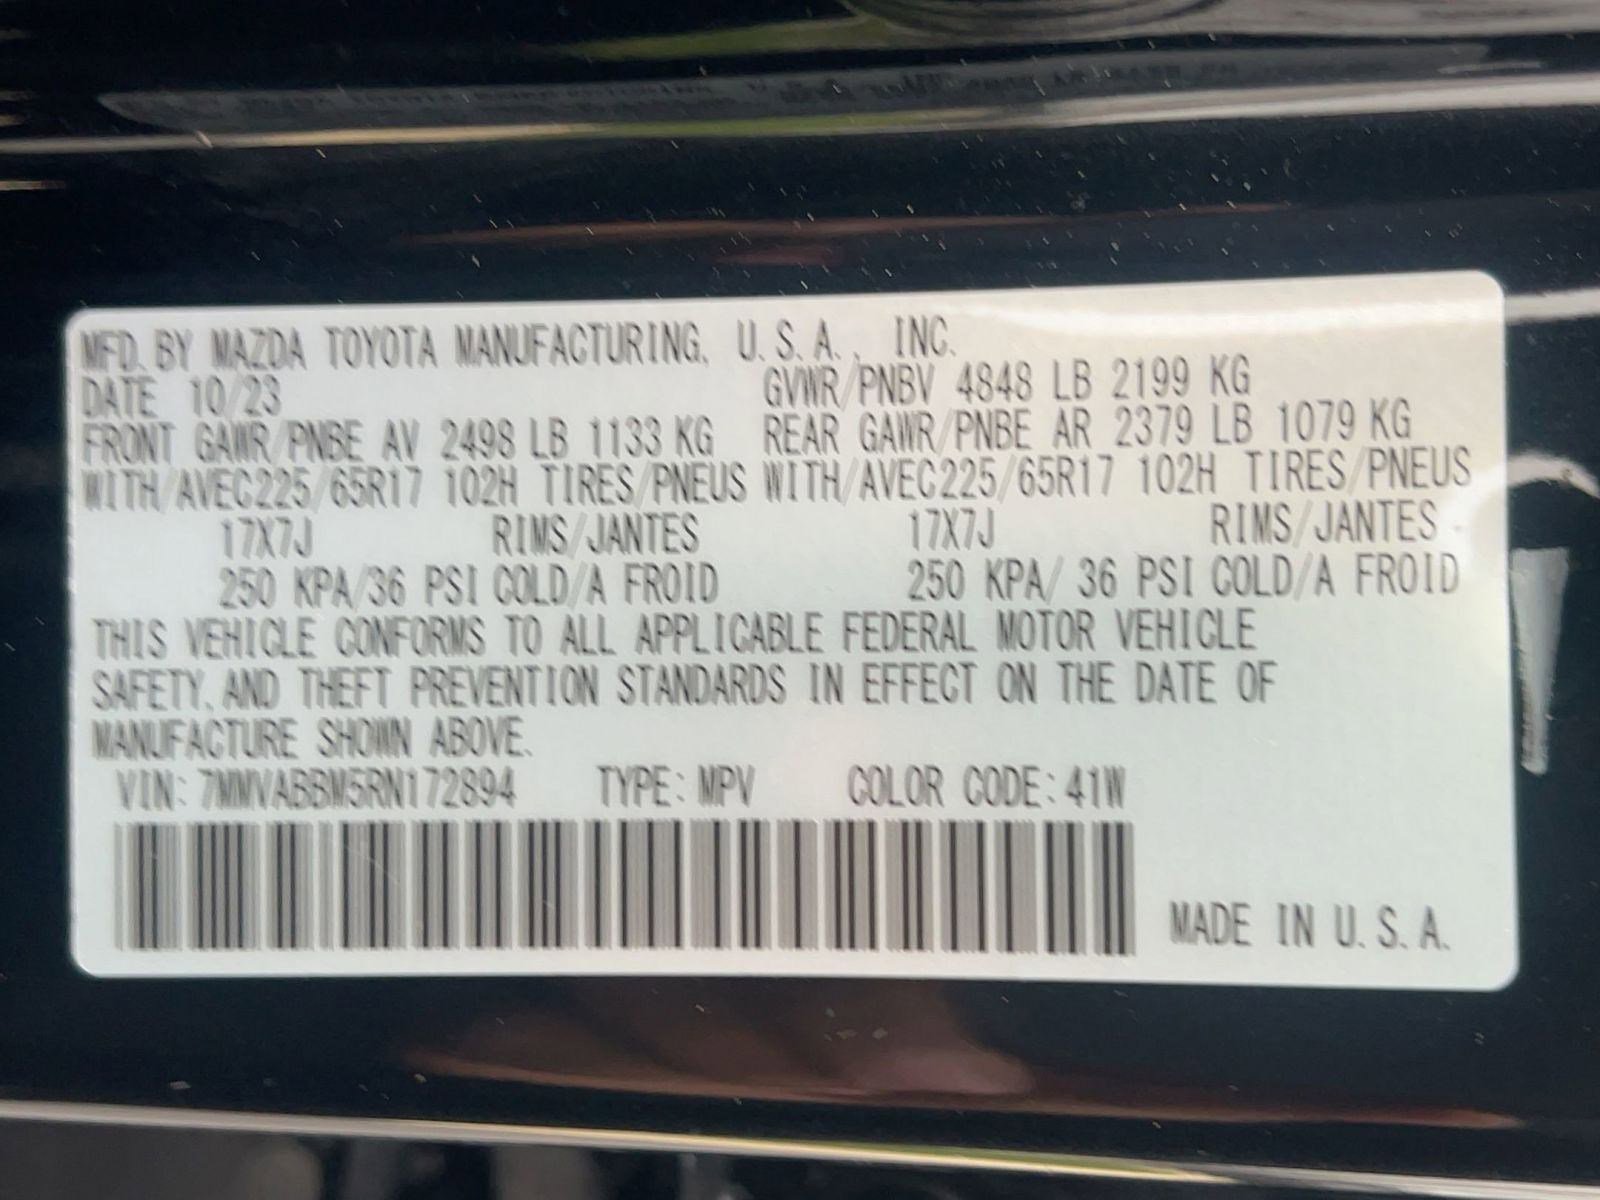 MFD. BY MAZDA TOYOTA MANUFACTURING, U.S.A., INC.
DATE 10/23 GVWR/PNBV 4848 LB 2199 KG
FRONT GAWR/PNBE AV 2498 LB 1133 KG REAR GAWR/PNBE AR 2379 LB 1079 KG
WITH/AVEC225/65R17 102H TIRES/PNEUS WITH/AVEC225/65R17 102H TIRES/PNEUS
17X7J RIMS/JANTES 17X7J RIMS/JANTES
250 KPA/36 PSI COLD/A FROID 250 KPA/ 36 PSI COLD/A FROID
THIS VEHICLE CONFORMS TO ALL APPLICABLE FEDERAL MOTOR VEHICLE
SAFETY, AND THEFT PREVENTION STANDARDS IN EFFECT ON THE DATE OF
MANUFACTURE SHOWN ABOVE.
VIN: 7MMVABBM5RN172894 TYPE: MPV COLOR CODE: 41W
MADE IN U.S.A.